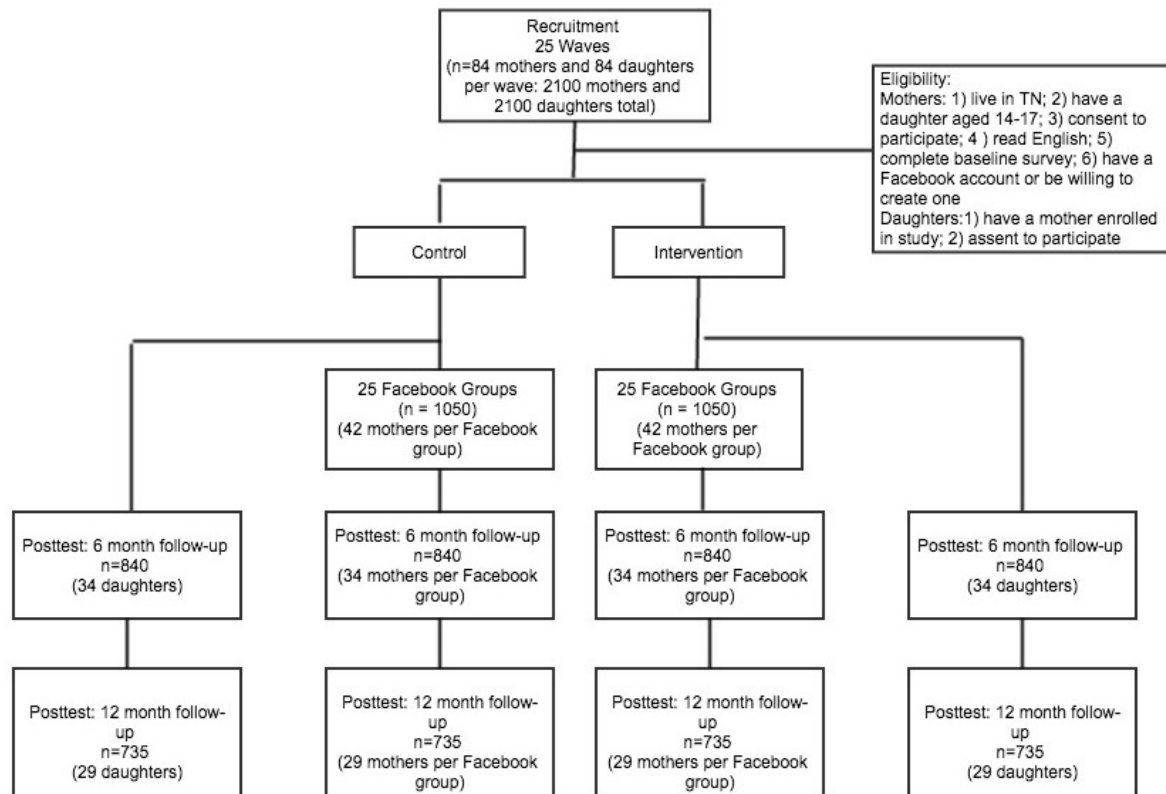 Recruitment
25 Waves
(n=84 mothers and 84 daughters
per wave: 2100 mothers and
2100 daughters total)
Eligibility:
Mothers: 1) live in TN; 2) have a
daughter aged 14-17; 3) consent to
participate; 4 ) read English; 5)
complete baseline survey; 6) have a
Facebook account or be willing to
create one
Daughters:1) have a mother enrolled
in study; 2) assent to participate
Control
Intervention
25 Facebook Groups
(n = 1050)
(42 mothers per Facebook
group)
25 Facebook Groups
(n = 1050)
(42 mothers per
Facebook group)
Posttest: 6 month follow-up
n=840
(34 daughters)
Posttest: 6 month follow-up
n=840
(34 mothers per Facebook
group)
Posttest: 6 month follow-up
n=840
(34 mothers per Facebook
group)
Posttest: 6 month follow-up
n=840
(34 daughters)
Posttest: 12 month follow-
up
n=735
(29 daughters)
Posttest: 12 month follow-
up
n=735
(29 mothers per Facebook
group)
Posttest: 12 month follow-
up
n=735
(29 mothers per Facebook
group)
Posttest: 12 month follow-
up
n=735
(29 daughters)